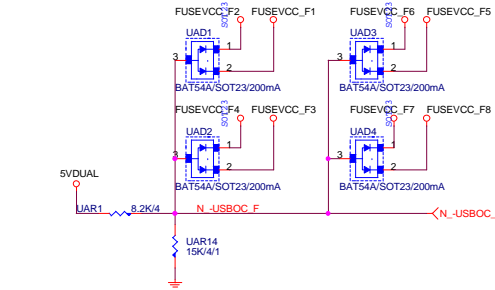 FUSEVCC_F2 FUSEVCC_F1
SOT23
UAD1
3
1
2
BAT54A/SOT23/200mA
FUSEVCC_F6 FUSEVCC_F5
SOT23
UAD3
3
1
2
BAT54A/SOT23/200mA
FUSEVCC_F4 FUSEVCC_F3
SOT23
UAD2
3
1
2
BAT54A/SOT23/200mA
FUSEVCC_F7 FUSEVCC_F8
SOT23
UAD4
3
1
2
BAT54A/SOT23/200mA
5VDUAL
UAR1 8.2K/4
N_-USBOC_F
N_-USBOC_
UAR14
15K/4/1